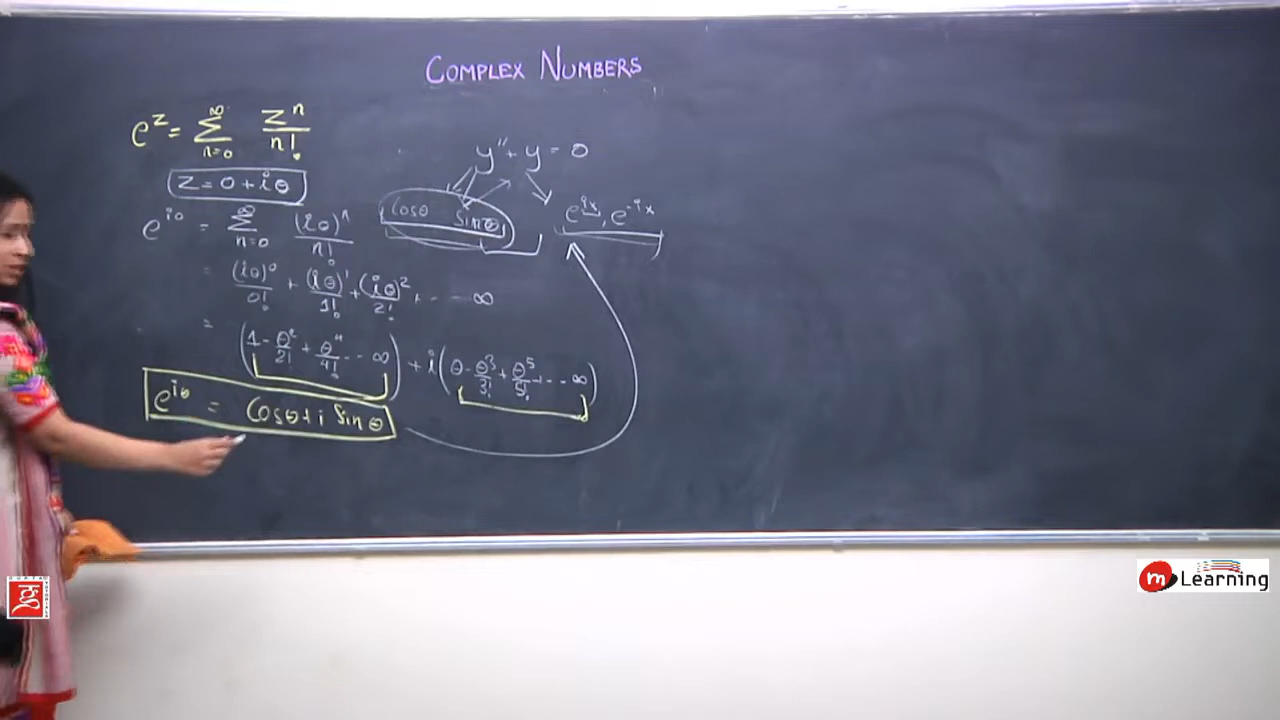 COMPLEX NUMBERS
e^z = Σ_{n=0}^{∞} z^n/n!
y'' + y = 0
z = 0 + iθ
Cosθ Sinθ
e^{ix}, e^{-ix}
e^{iθ} = Σ_{n=0}^{∞} (iθ)^n/n!
= (iθ)^0/0! + (iθ)^1/1! + (iθ)^2/2! + - - ∞
= (1 - θ^2/2! + θ^4/4! - - ∞) + i(θ - θ^3/3! + θ^5/5! + - - ∞)
e^{iθ} = Cosθ + i Sinθ
m Learning